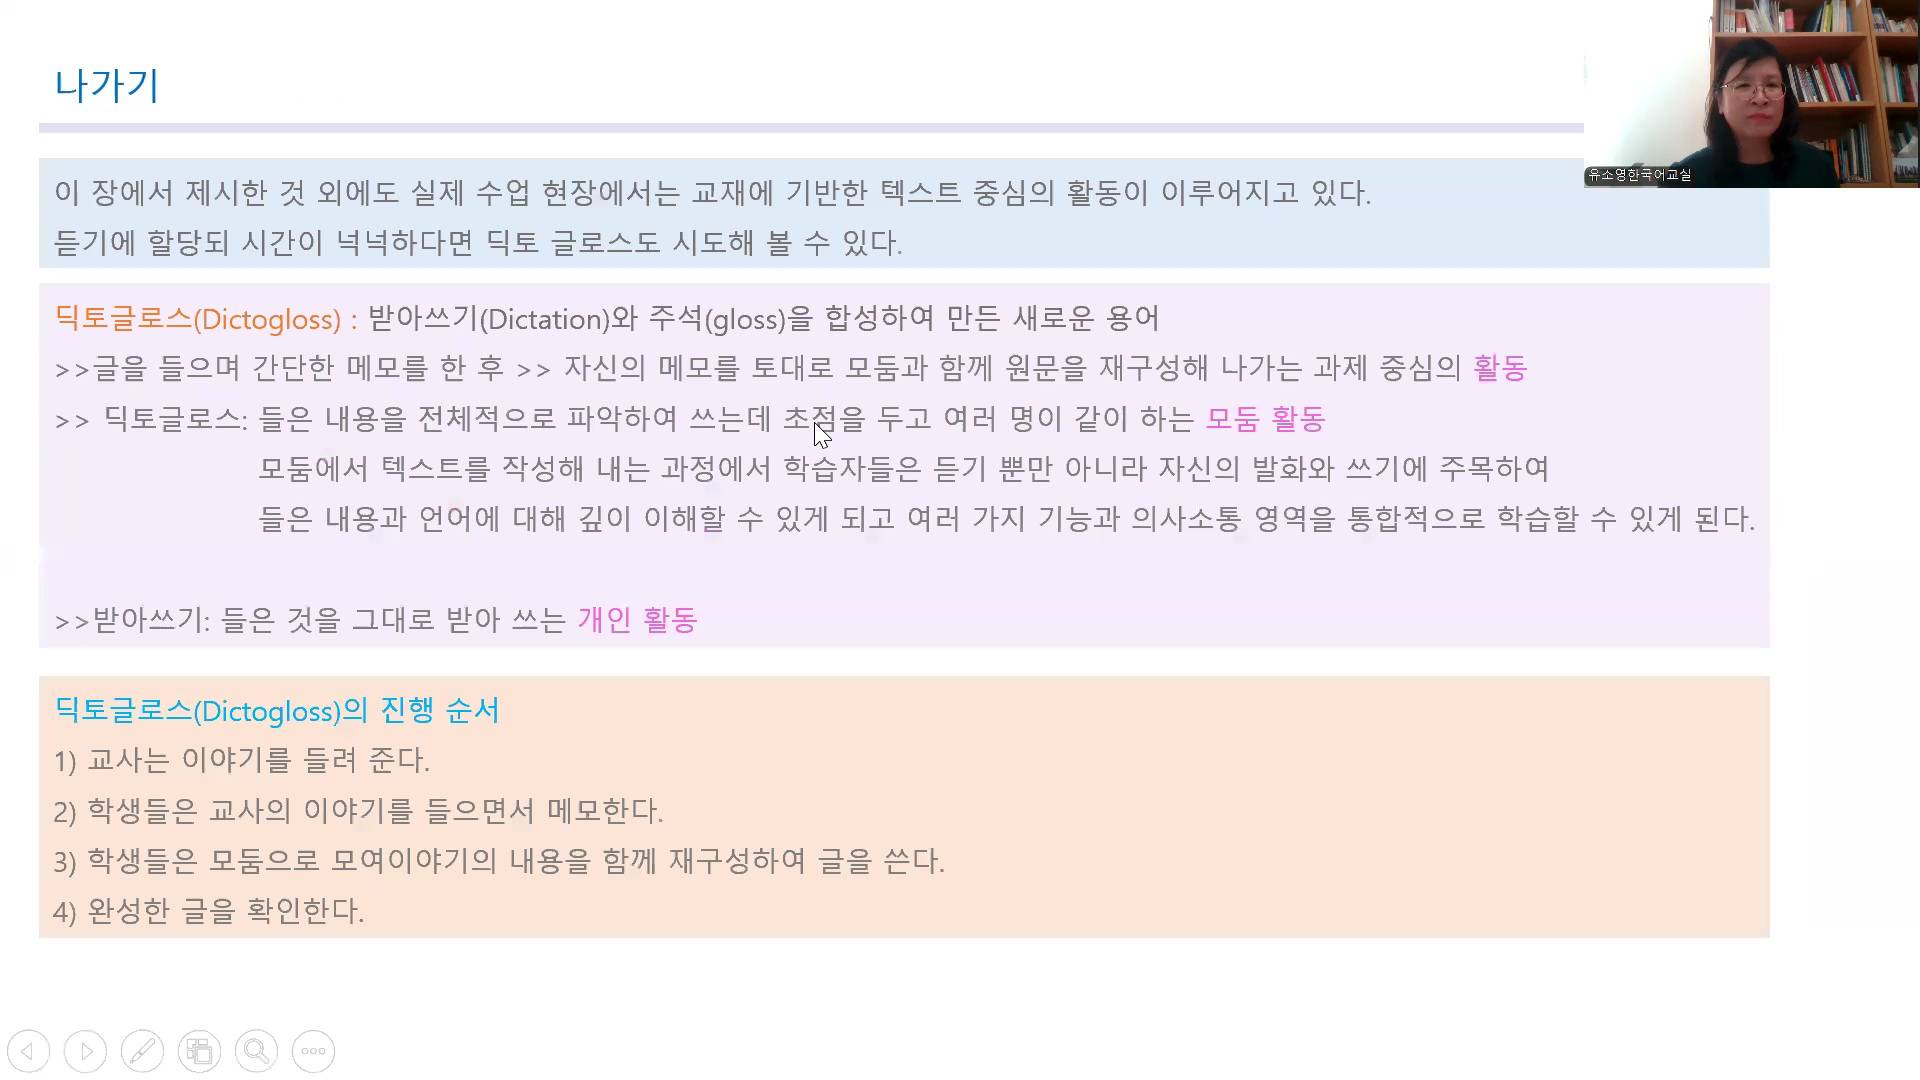 나가기
유소영한국어교실
이 장에서 제시한 것 외에도 실제 수업 현장에서는 교재에 기반한 텍스트 중심의 활동이 이루어지고 있다.
듣기에 할당되 시간이 넉넉하다면 딕토 글로스도 시도해 볼 수 있다.
딕토글로스(Dictogloss) : 받아쓰기(Dictation)와 주석(gloss)을 합성하여 만든 새로운 용어
>>글을 들으며 간단한 메모를 한 후 >> 자신의 메모를 토대로 모둠과 함께 원문을 재구성해 나가는 과제 중심의 활동
>> 딕토글로스: 들은 내용을 전체적으로 파악하여 쓰는데 초점을 두고 여러 명이 같이 하는 모둠 활동
모둠에서 텍스트를 작성해 내는 과정에서 학습자들은 듣기 뿐만 아니라 자신의 발화와 쓰기에 주목하여
들은 내용과 언어에 대해 깊이 이해할 수 있게 되고 여러 가지 기능과 의사소통 영역을 통합적으로 학습할 수 있게 된다.
>>받아쓰기: 들은 것을 그대로 받아 쓰는 개인 활동
딕토글로스(Dictogloss)의 진행 순서
1) 교사는 이야기를 들려 준다.
2) 학생들은 교사의 이야기를 들으면서 메모한다.
3) 학생들은 모둠으로 모여이야기의 내용을 함께 재구성하여 글을 쓴다.
4) 완성한 글을 확인한다.